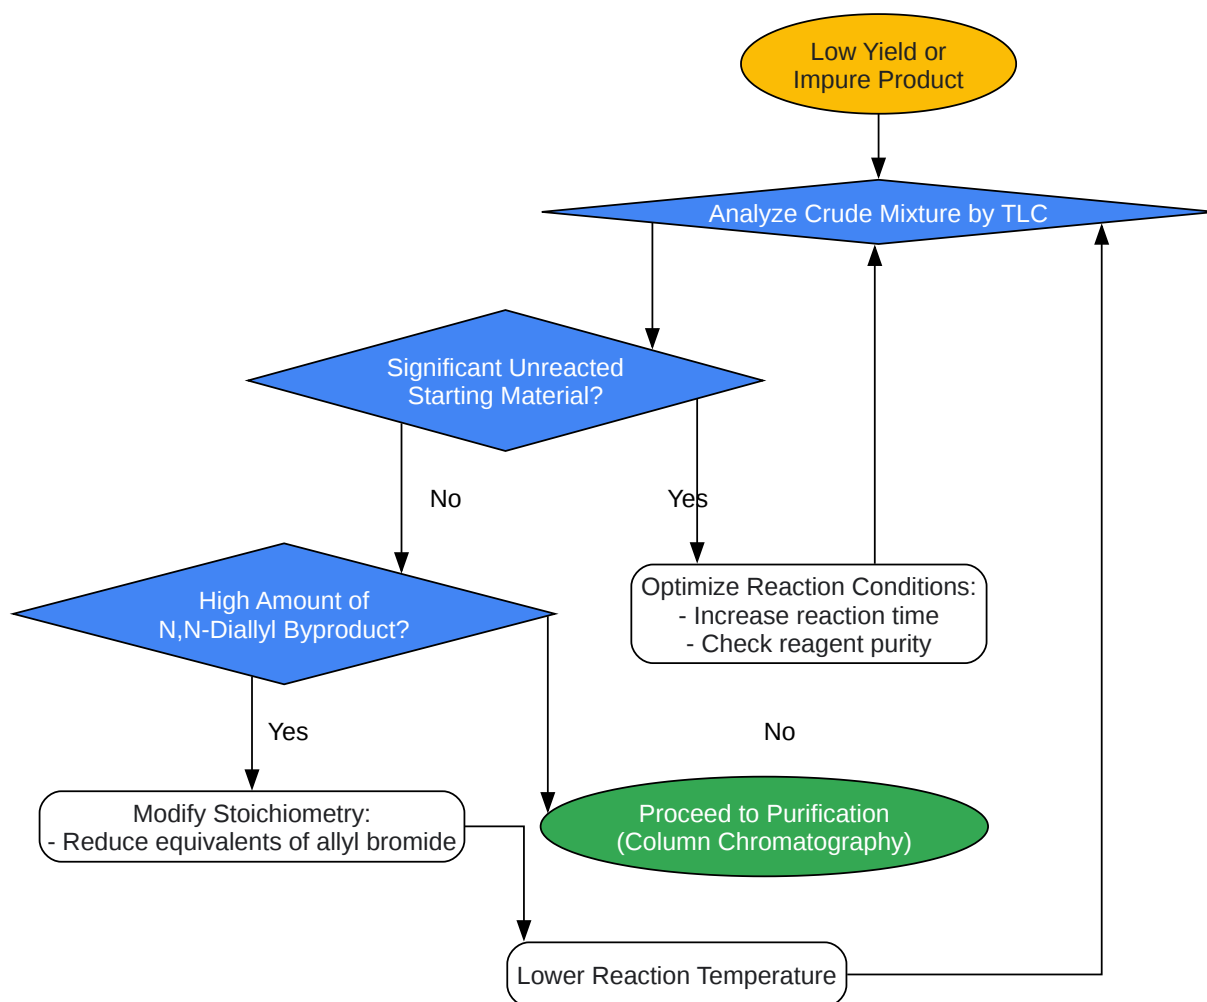 Low Yield or
Impure Product
Analyze Crude Mixture by TLC
Significant Unreacted
Starting Material?
No
Yes
Optimize Reaction Conditions:
- Increase reaction time
- Check reagent purity
High Amount of
N,N-Diallyl Byproduct?
Yes
No
Modify Stoichiometry:
- Reduce equivalents of allyl bromide
Proceed to Purification
(Column Chromatography)
Lower Reaction Temperature